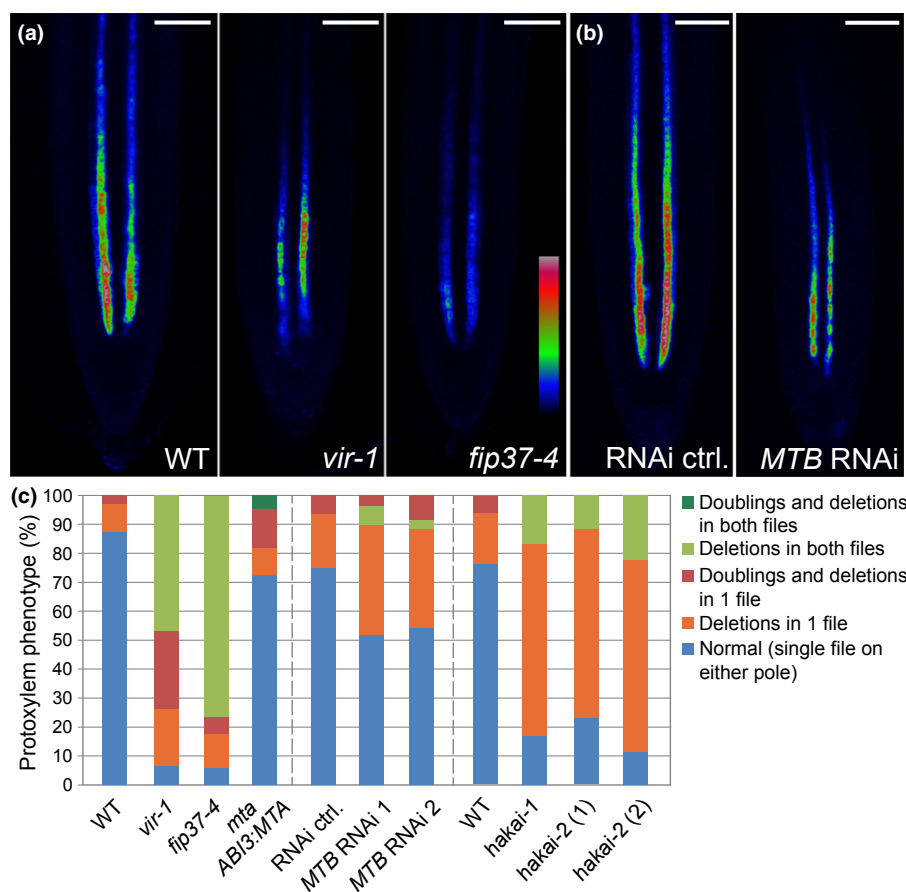 (a)
(b)
WT
vir-1
fip37-4
RNAi ctrl.
MTB RNAi
(c)
Protoxylem phenotype (%)
100
90
80
70
60
50
40
30
20
10
0
WT
vir-1
fip37-4
mta
ABI3:MTA
RNAi ctrl.
MTB RNAi 1
MTB RNAi 2
WT
hakai-1
hakai-2 (1)
hakai-2 (2)
Doublings and deletions
in both files
Deletions in both files
Doublings and deletions
in 1 file
Deletions in 1 file
Normal (single file on
either pole)